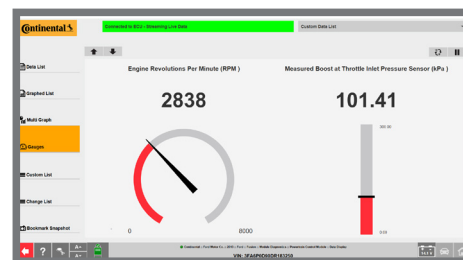 Continental
Connected to ECU - Streaming Live Data
Custom Data List
Data List
Engine Revolutions Per Minute (RPM )
Measured Boost at Throttle Inlet Pressure Sensor (kPa )
Graphed List
2838
101.41
Multi Graph
Gauges
Custom List
Change List
0.00
Bookmark Snapshot
0
8000
?
A+
A-